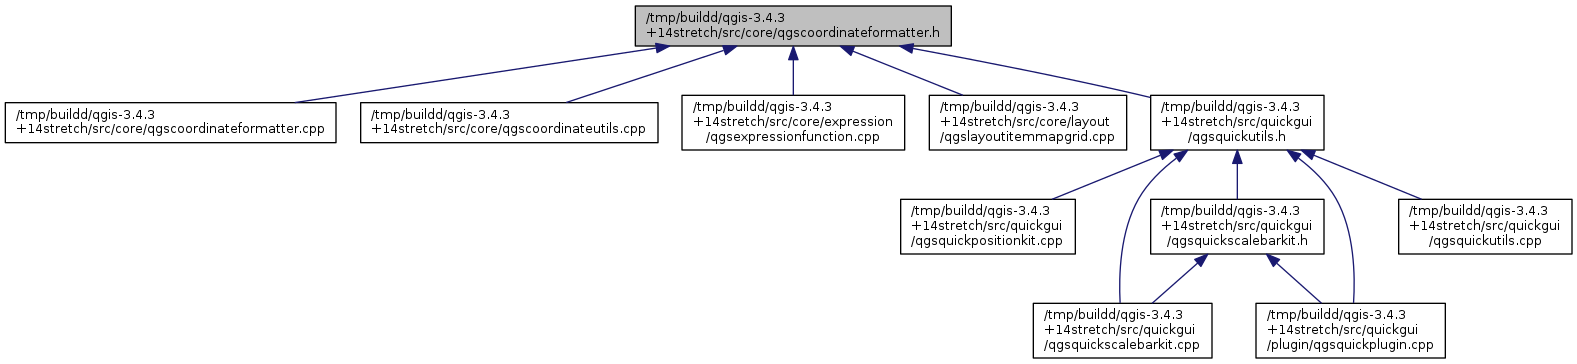 /tmp/buildd/qgis-3.4.3
+14stretch/src/core/qgscoordinateformatter.h
/tmp/buildd/qgis-3.4.3
+14stretch/src/core/qgscoordinateformatter.cpp
/tmp/buildd/qgis-3.4.3
+14stretch/src/core/qgscoordinateutils.cpp
/tmp/buildd/qgis-3.4.3
+14stretch/src/core/expression
/qgsexpressionfunction.cpp
/tmp/buildd/qgis-3.4.3
+14stretch/src/core/layout
/qgslayoutitemmapgrid.cpp
/tmp/buildd/qgis-3.4.3
+14stretch/src/quickgui
/qgsquickutils.h
/tmp/buildd/qgis-3.4.3
+14stretch/src/quickgui
/qgsquickpositionkit.cpp
/tmp/buildd/qgis-3.4.3
+14stretch/src/quickgui
/qgsquickscalebarkit.h
/tmp/buildd/qgis-3.4.3
+14stretch/src/quickgui
/qgsquickutils.cpp
/tmp/buildd/qgis-3.4.3
+14stretch/src/quickgui
/qgsquickscalebarkit.cpp
/tmp/buildd/qgis-3.4.3
+14stretch/src/quickgui
/plugin/qgsquickplugin.cpp